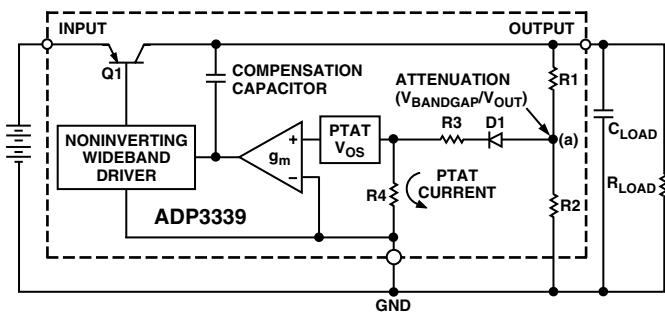 INPUT
OUTPUT
Q1
COMPENSATION
CAPACITOR
ATTENUATION
(VBANDGAP/VOUT)
R1
D1
R3
(a)
CLOAD
NONINVERTING
WIDEBAND
DRIVER
gm
+
−
PTAT
VOS
R4
PTAT
CURRENT
R2
RLOAD
ADP3339
GND